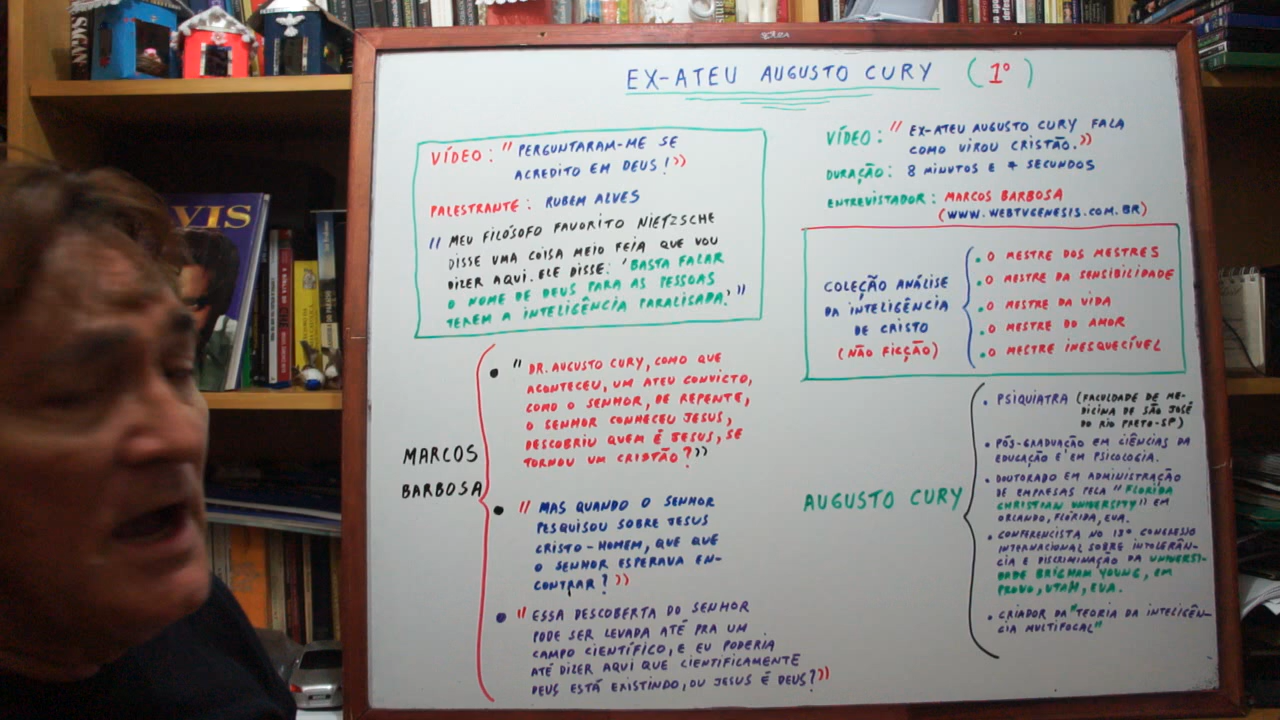 EX-ATEU AUGUSTO CURY (1º)
VÍDEO: "PERGUNTARAM-ME SE
ACREDITO EM DEUS!"
PALESTRANTE: RUBEM ALVES
"MEU FILÓSOFO FAVORITO NIETZSCHE
DISSE UMA COISA MEIO FEIA QUE VOU
DIZER AQUI. ELE DISSE: 'BASTA FALAR
O NOME DE DEUS PARA AS PESSOAS
TEREM A INTELIGÊNCIA PARALISADA.'"
VÍDEO: "EX-ATEU AUGUSTO CURY FALA
COMO VIROU CRISTÃO."
DURAÇÃO: 8 MINUTOS E 7 SEGUNDOS
ENTREVISTADOR: MARCOS BARBOSA
(WWW.WEBTVGENESIS.COM.BR)
COLEÇÃO ANÁLISE
DA INTELIGÊNCIA
DE CRISTO
(NÃO FICÇÃO)
.O MESTRE DOS MESTRES
.O MESTRE DA SENSIBILIDADE
.O MESTRE DA VIDA
.O MESTRE DO AMOR
.O MESTRE INESQUECÍVEL
MARCOS
BARBOSA
• "DR. AUGUSTO CURY, COMO QUE
ACONTECEU, UM ATEU CONVICTO,
COMO O SENHOR, DE REPENTE,
O SENHOR CONHECEU JESUS,
DESCOBRIU QUEM É JESUS, SE
TORNOU UM CRISTÃO?"
• "MAS QUANDO O SENHOR
PESQUISOU SOBRE JESUS
CRISTO-HOMEM, QUE QUE
O SENHOR ESPERAVA EN-
CONTRAR?"
• "ESSA DESCOBERTA DO SENHOR
PODE SER LEVADA ATÉ PRA UM
CAMPO CIENTÍFICO, E EU PODERIA
ATÉ DIZER AQUI QUE CIENTIFICAMENTE
DEUS ESTÁ EXISTINDO, OU JESUS É DEUS?"
AUGUSTO CURY
• PSIQUIATRA (FACULDADE DE ME-
DICINA DE SÃO JOSÉ
DO RIO PRETO-SP)
• PÓS-GRADUAÇÃO EM CIÊNCIAS DA
EDUCAÇÃO E EM PSICOLOGIA.
• DOUTORADO EM ADMINISTRAÇÃO
DE EMPRESAS PELA "FLORIDA
CHRISTIAN UNIVERSITY" EM
ORLANDO, FLÓRIDA, EUA.
• CONFERENCISTA NO 13º CONGRESSO
INTERNACIONAL SOBRE INTOLERÂN-
CIA E DISCRIMINAÇÃO DA UNIVERSI-
DADE BRIGHAM YOUNG, EM
PROVO, UTAH, EUA.
• CRIADOR DA "TEORIA DA INTELIGÊN-
CIA MULTIFOCAL"